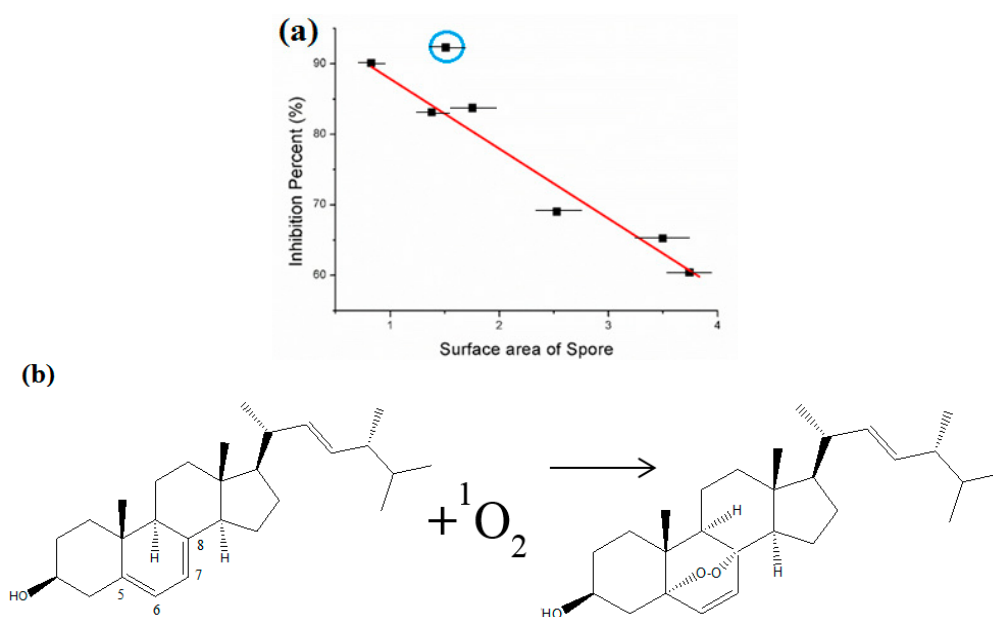 (a)
90
80
70
60
Inhibition Percent (%)
1 2 3 4
Surface area of Spore
(b)
H H
HO 5 6 7 8
+ ¹O₂
H
O-O
H
HO